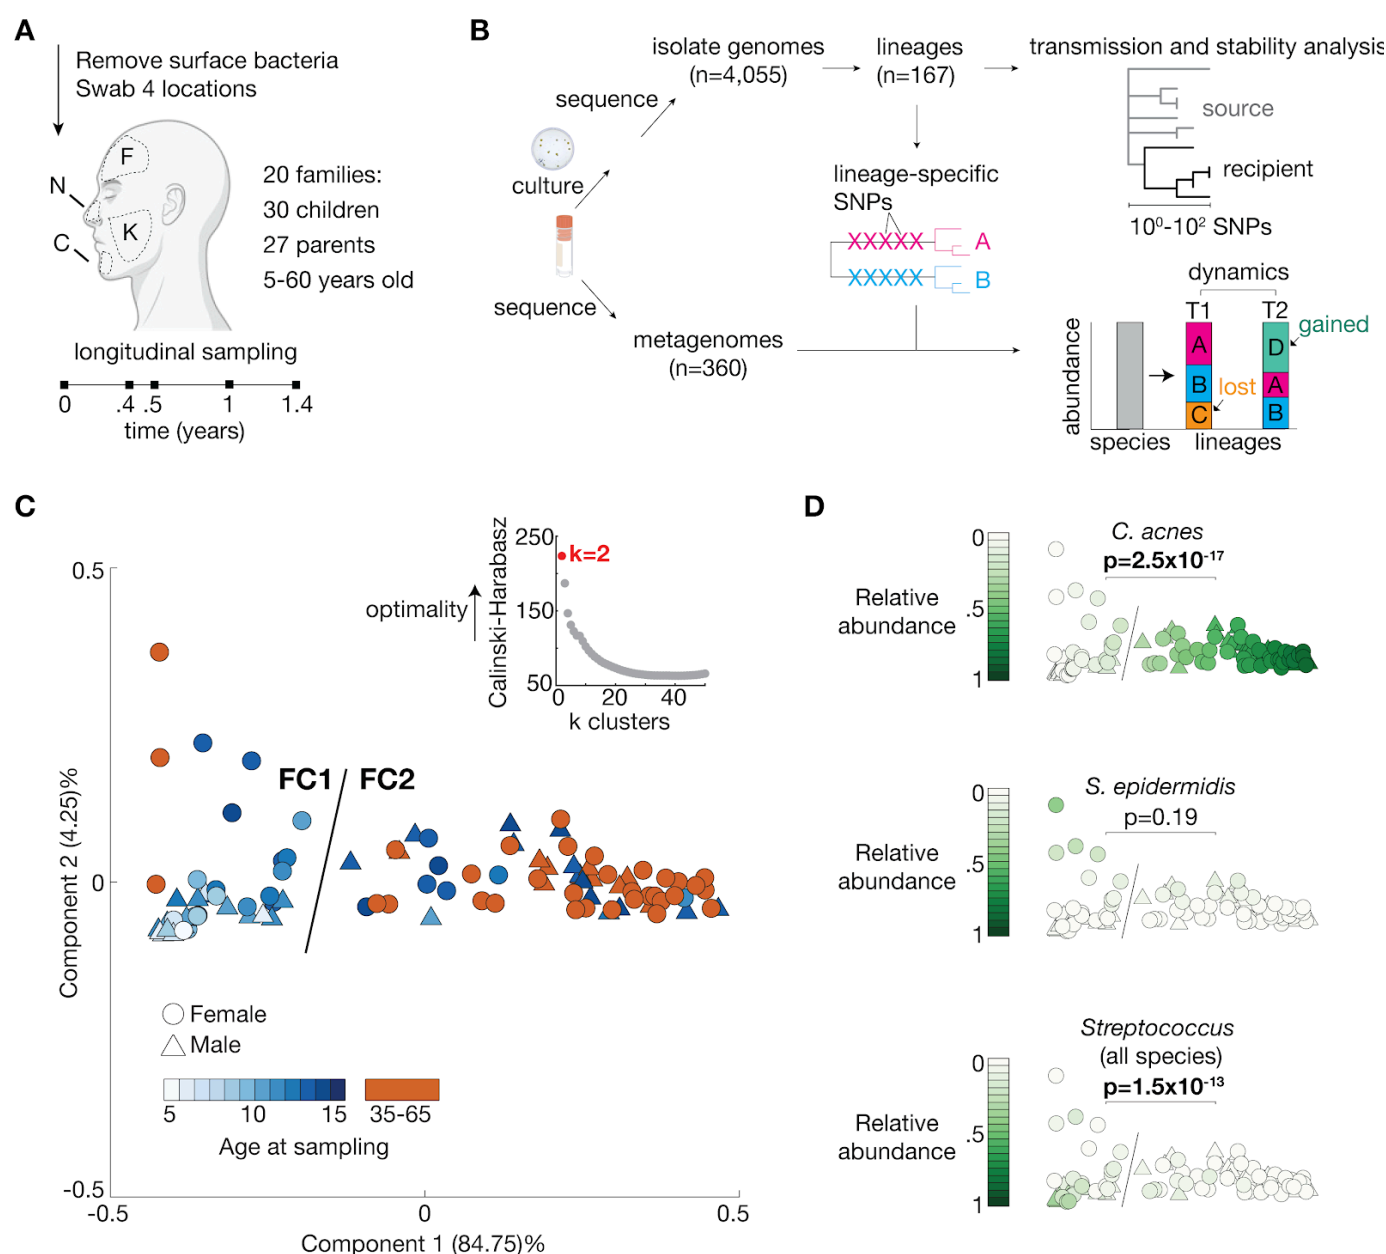 A
Remove surface bacteria
Swab 4 locations
F
N
K
C
20 families:
30 children
27 parents
5-60 years old
longitudinal sampling
0 .4 .5 1 1.4
time (years)
B
isolate genomes
(n=4,055)
lineages
(n=167)
transmission and stability analysis
sequence
culture
sequence
metagenomes
(n=360)
lineage-specific
SNPs
XXXXX A
XXXXX B
source
recipient
10⁰-10² SNPs
dynamics
T1 T2
gained
lost
abundance
A
B
C
D
A
B
species lineages
C
0.5
0
-0.5
-0.5 0 0.5
Component 2 (4.25)%
Component 1 (84.75)%
FC1 FC2
optimality
Calinski-Harabasz
250
150
50
k=2
0 20 40
k clusters
Female
Male
5 10 15 35-65
Age at sampling
D
C. acnes
p=2.5x10⁻¹⁷
Relative
abundance
0
.5
1
S. epidermidis
p=0.19
Relative
abundance
0
.5
1
Streptococcus
(all species)
p=1.5x10⁻¹³
Relative
abundance
0
.5
1